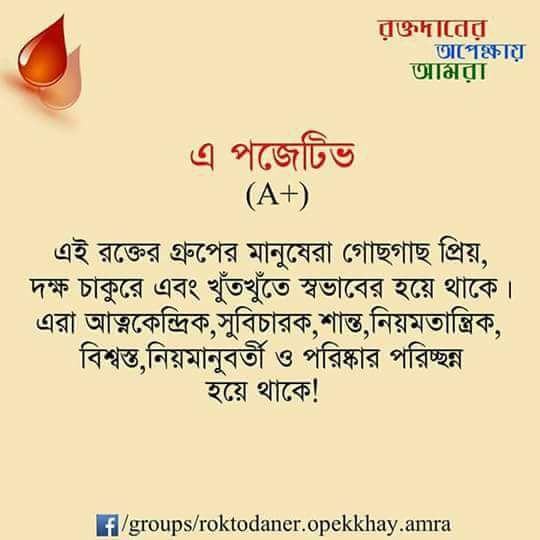 রক্তদানের
অপেক্ষায়
আমরা
এ পজেটিভ
(A+)
এই রক্তের গ্রুপের মানুষেরা গোছগাছ প্রিয়,
দক্ষ চাকুরে এবং খুঁতখুঁতে স্বভাবের হয়ে থাকে।
এরা আত্নকেন্দ্রিক,সুবিচারক,শান্ত,নিয়মতান্ত্রিক,
বিশ্বস্ত,নিয়মানুবর্তী ও পরিষ্কার পরিচ্ছন্ন
হয়ে থাকে!
/groups/roktodaner.opekkhay.amra